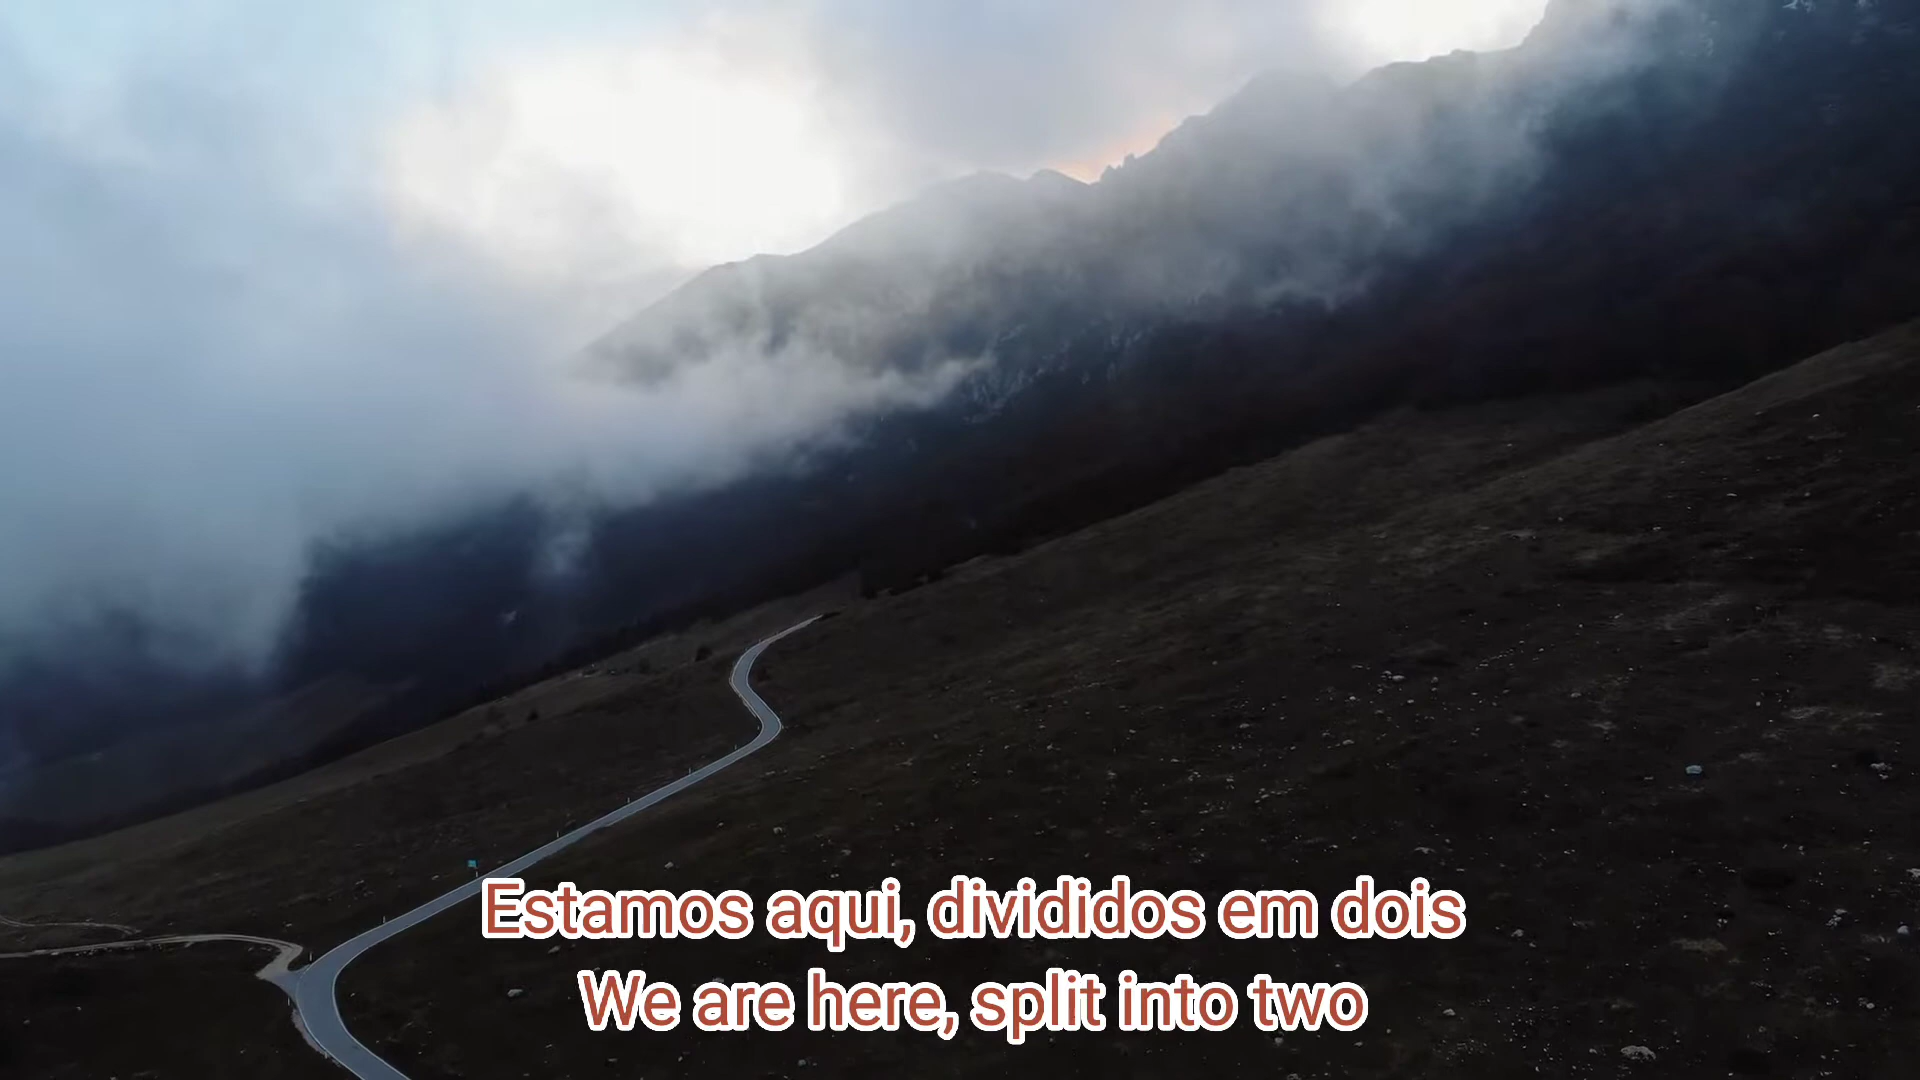 Estamos aqui, divididos em dois
We are here, split into two